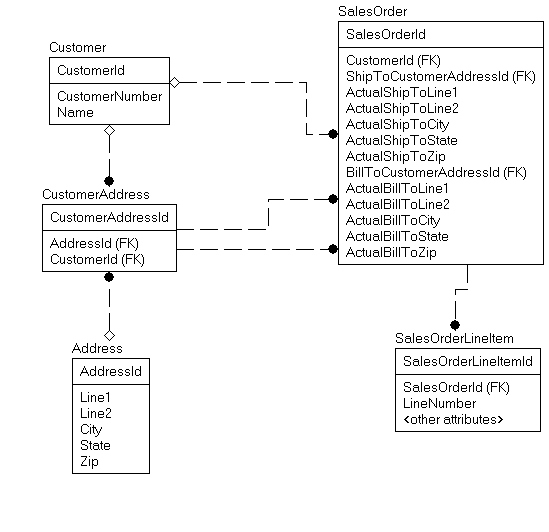 SalesOrder
SalesOrderId
CustomerId (FK)
ShipToCustomerAddressId (FK)
ActualShipToLine1
ActualShipToLine2
ActualShipToCity
ActualShipToState
ActualShipToZip
BillToCustomerAddressId (FK)
ActualBillToLine1
ActualBillToLine2
ActualBillToCity
ActualBillToState
ActualBillToZip
Customer
CustomerId
CustomerNumber
Name
CustomerAddress
CustomerAddressId
AddressId (FK)
CustomerId (FK)
Address
AddressId
Line1
Line2
City
State
Zip
SalesOrderLineItem
SalesOrderLineItemId
SalesOrderId (FK)
LineNumber
<other attributes>